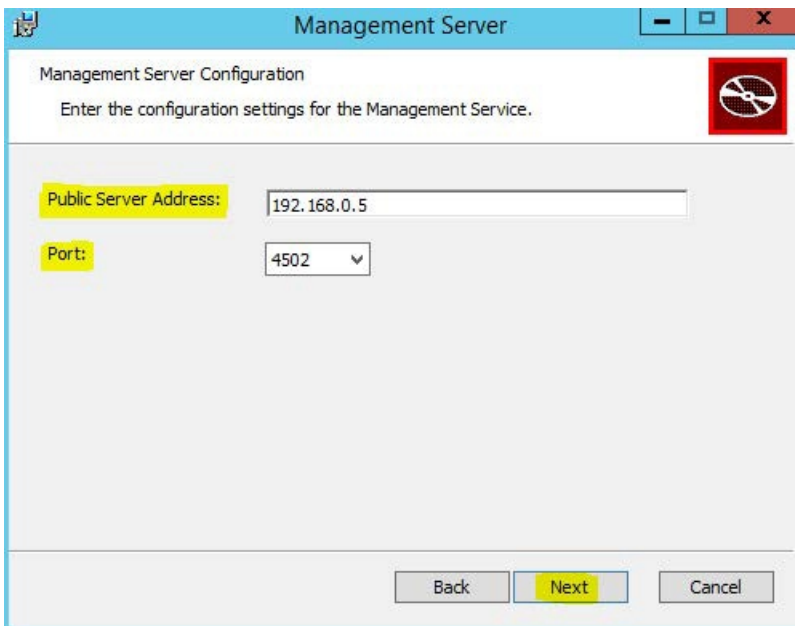 Management Server
Management Server Configuration
Enter the configuration settings for the Management Service.
Public Server Address:
192.168.0.5
Port:
4502
Back
Next
Cancel